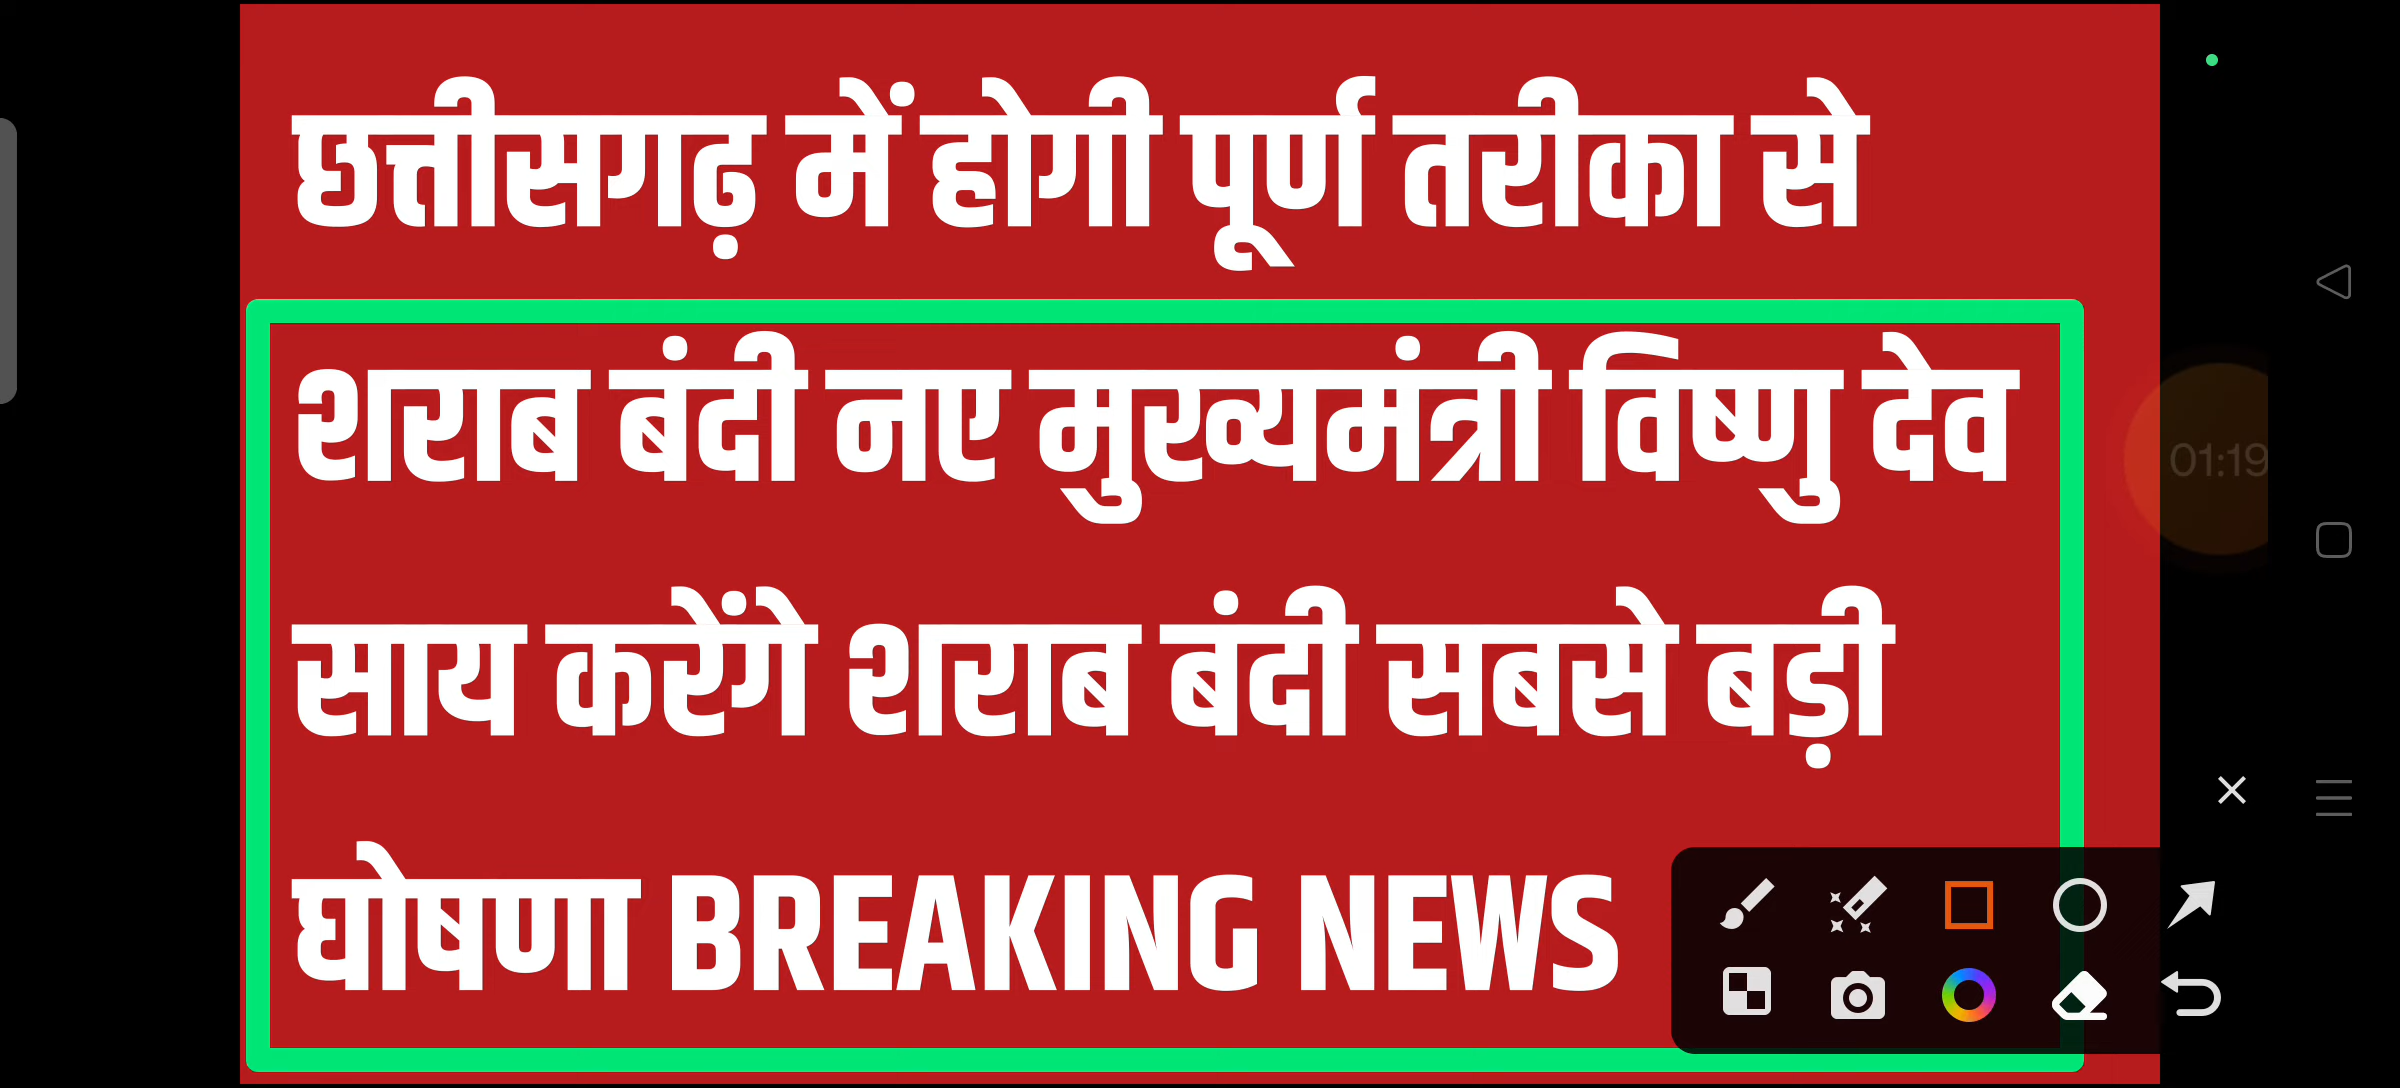 छत्तीसगढ़ में होगी पूर्ण तरीका से
शराब बंदी नए मुख्यमंत्री विष्णु देव
साय करेंगे शराब बंदी सबसे बड़ी
घोषणा BREAKING NEWS
01:19